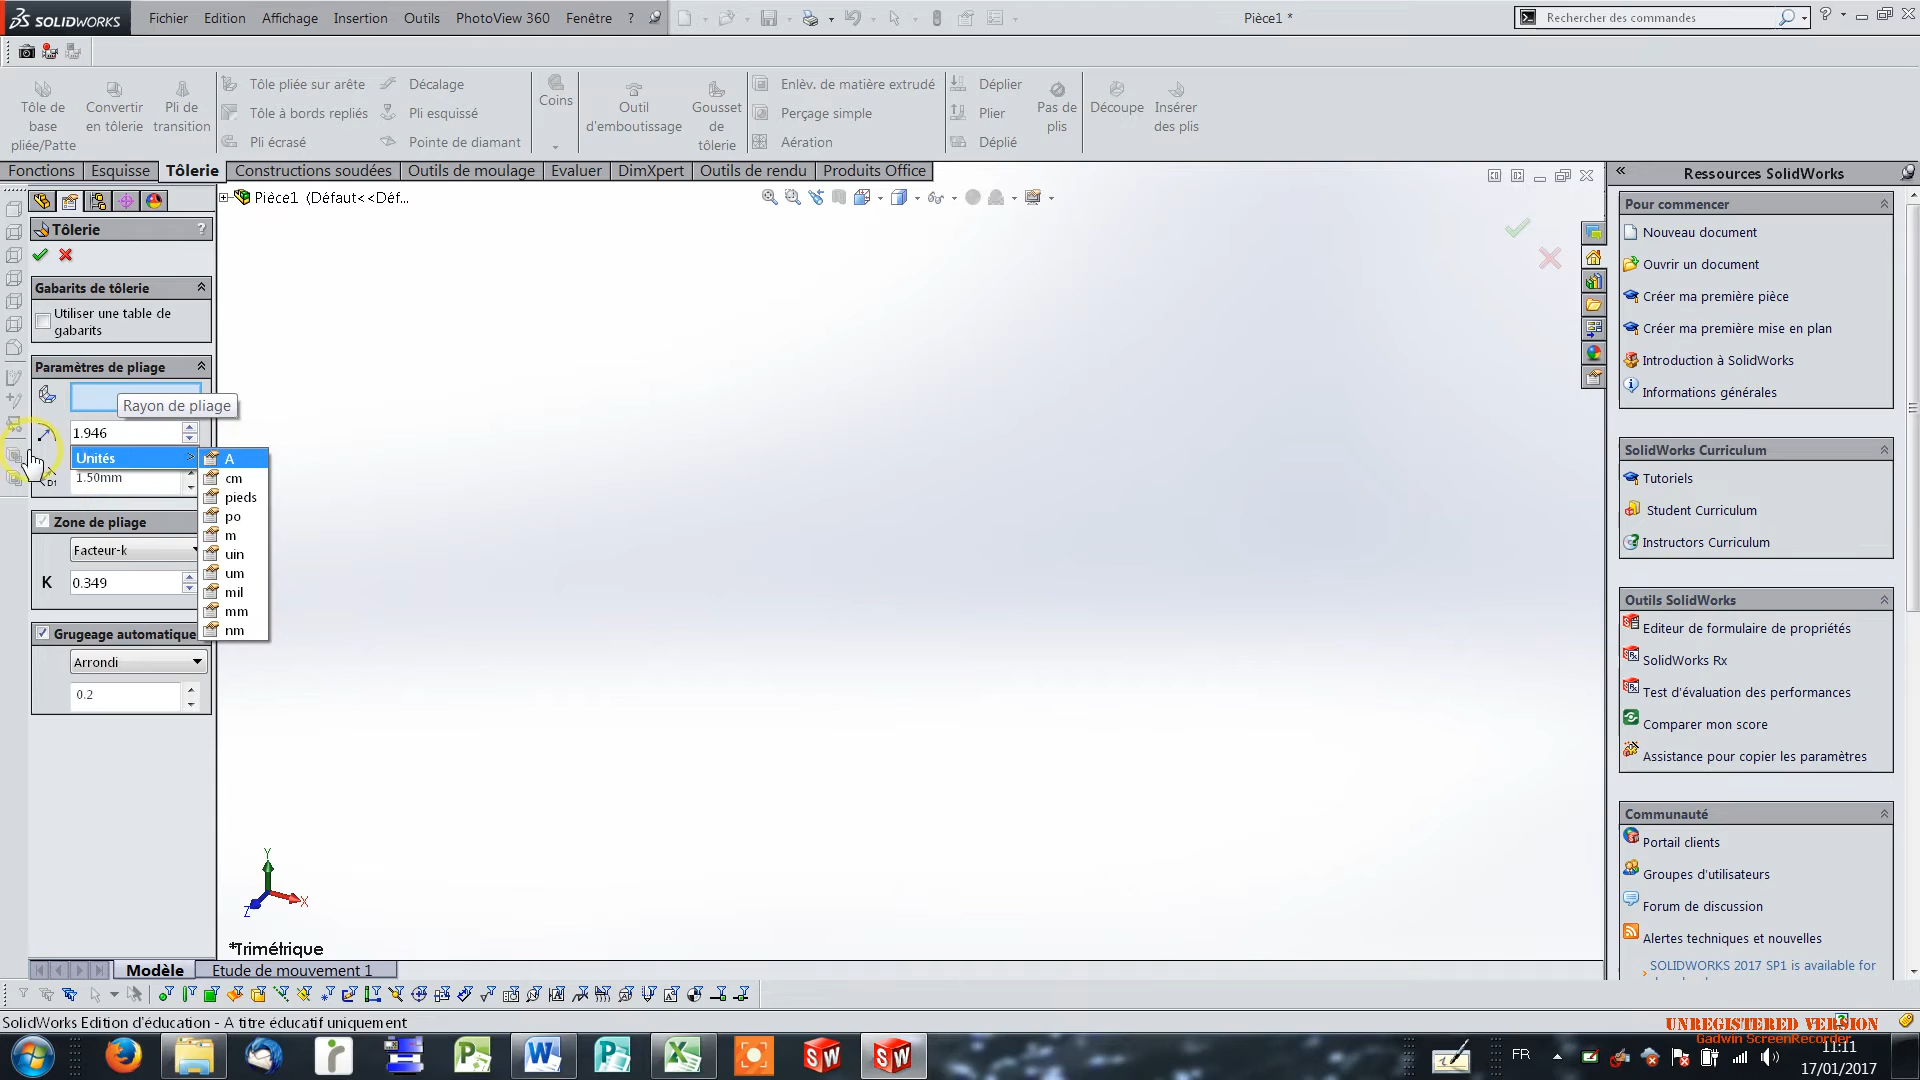 SOLIDWORKS
Fichier
Edition
Affichage
Insertion
Outils
PhotoView 360
Fenêtre
?
Pièce1 *
Rechercher des commandes
Tôle de base pliée/Patte
Convertir en tôlerie
Pli de transition
Tôle pliée sur arête
Tôle à bords repliés
Pli écrasé
Décalage
Pli esquissé
Pointe de diamant
Coins
Outil d'emboutissage
Gousset de tôlerie
Enlèv. de matière extrudé
Perçage simple
Aération
Déplier
Plier
Déplié
Pas de plis
Découpe
Insérer des plis
Fonctions
Esquisse
Tôlerie
Constructions soudées
Outils de moulage
Evaluer
DimXpert
Outils de rendu
Produits Office
Pièce1 (Défaut<<Déf...
Tôlerie
?
Gabarits de tôlerie
Utiliser une table de
gabarits
Paramètres de pliage
Rayon de pliage
1.946
Unités
1.50mm
A
cm
pieds
po
m
uin
um
mil
mm
nm
Zone de pliage
Facteur-k
K
0.349
Grugeage automatique
Arrondi
0.2
Y
X
Z
*Trimétrique
Modèle
Etude de mouvement 1
SolidWorks Edition d'éducation - A titre éducatif uniquement
Ressources SolidWorks
Pour commencer
Nouveau document
Ouvrir un document
Créer ma première pièce
Créer ma première mise en plan
Introduction à SolidWorks
Informations générales
SolidWorks Curriculum
Tutoriels
Student Curriculum
Instructors Curriculum
Outils SolidWorks
Editeur de formulaire de propriétés
SolidWorks Rx
Test d'évaluation des performances
Comparer mon score
Assistance pour copier les paramètres
Communauté
Portail clients
Groupes d'utilisateurs
Forum de discussion
Alertes techniques et nouvelles
SOLIDWORKS 2017 SP1 is available for
UNREGISTERED VERSION
Gadwin ScreenRecorder
FR
11:11
17/01/2017